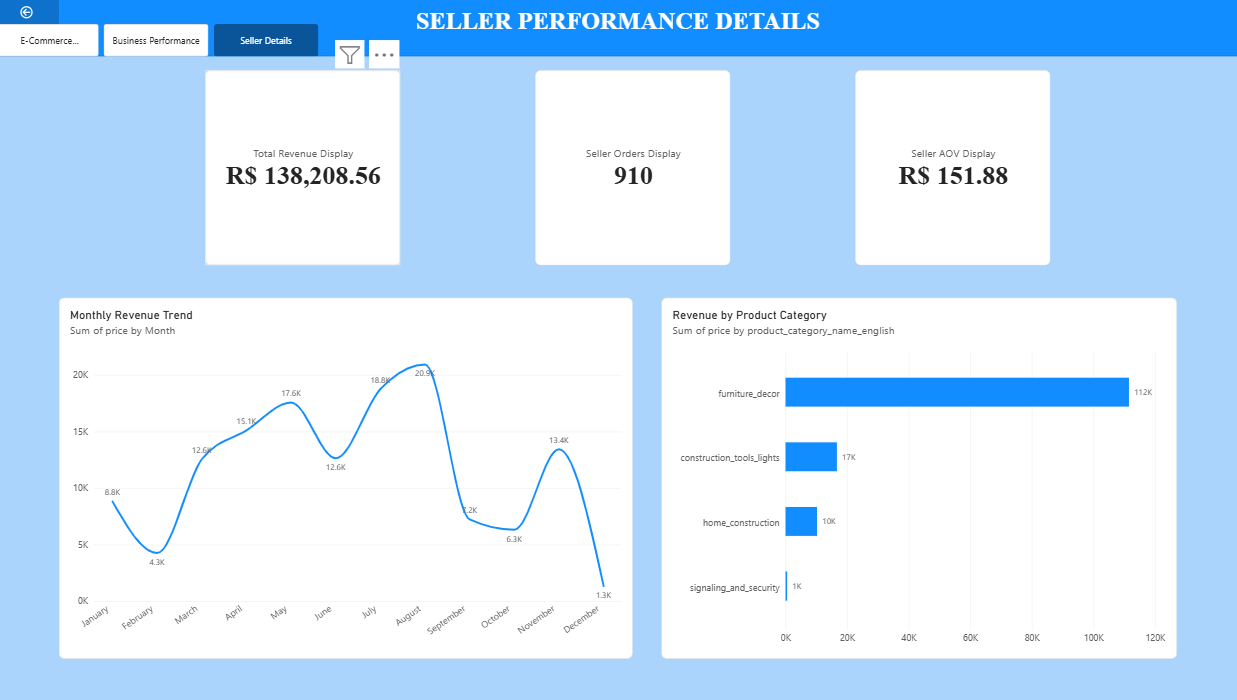 SELLER PERFORMANCE DETAILS
E-Commerce...
Business Performance
Seller Details
Total Revenue Display
R$ 138,208.56
Seller Orders Display
910
Seller AOV Display
R$ 151.88
Monthly Revenue Trend
Sum of price by Month
20K
15K
10K
5K
0K
8.8K
4.3K
12.6K
15.1K
17.6K
12.6K
18.8K
20.9K
7.2K
6.3K
13.4K
1.3K
January
February
March
April
May
June
July
August
September
October
November
December
Revenue by Product Category
Sum of price by product_category_name_english
furniture_decor
112K
construction_tools_lights
17K
home_construction
10K
signaling_and_security
1K
0K
20K
40K
60K
80K
100K
120K